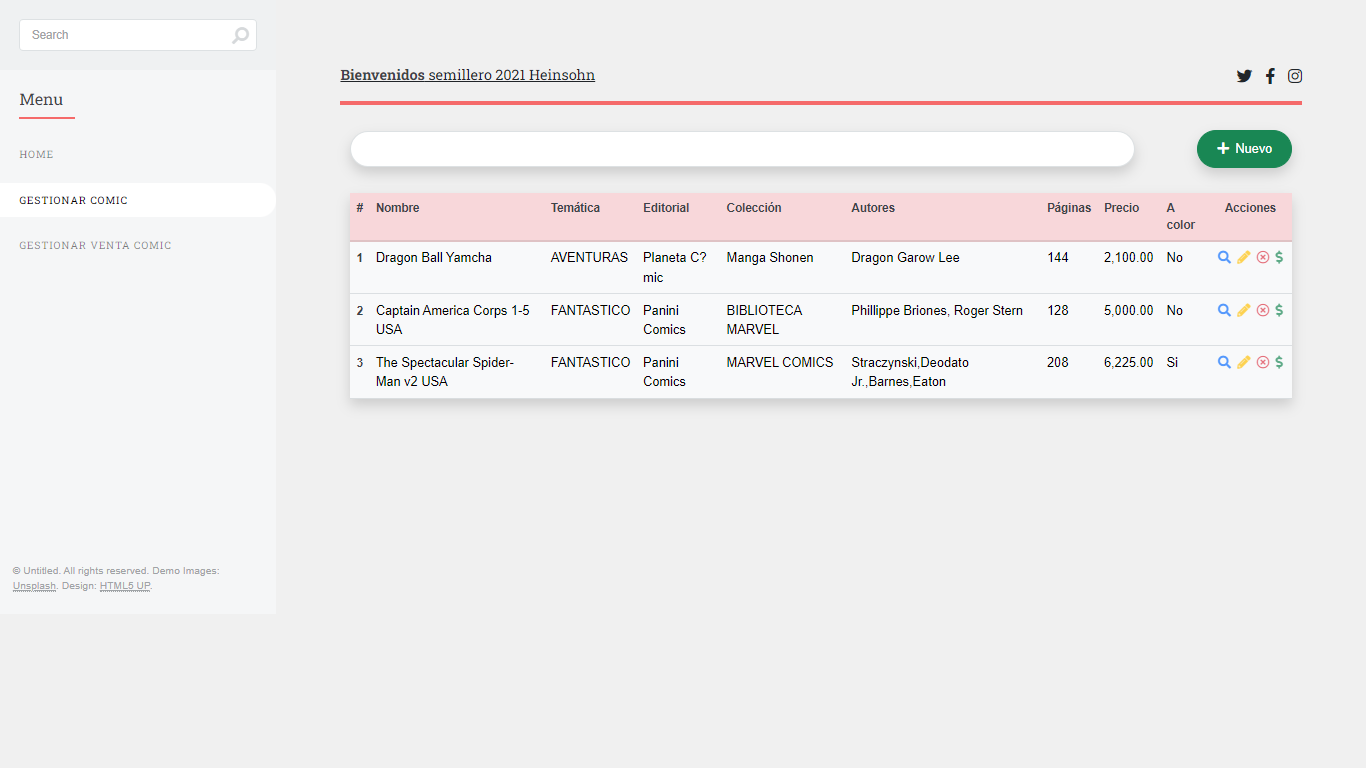 Search
Menu
HOME
GESTIONAR COMIC
GESTIONAR VENTA COMIC
© Untitled. All rights reserved. Demo Images:
Unsplash. Design: HTML5 UP.
Bienvenidos semillero 2021 Heinsohn
Nuevo
# Nombre Temática Editorial Colección Autores Páginas Precio A Acciones
color
1 Dragon Ball Yamcha AVENTURAS Planeta C? Manga Shonen Dragon Garow Lee 144 2,100.00 No
mic
2 Captain America Corps 1-5 FANTASTICO Panini BIBLIOTECA Phillippe Briones, Roger Stern 128 5,000.00 No
USA Comics MARVEL
3 The Spectacular Spider- FANTASTICO Panini MARVEL COMICS Straczynski,Deodato 208 6,225.00 Si
Man v2 USA Comics Jr.,Barnes,Eaton